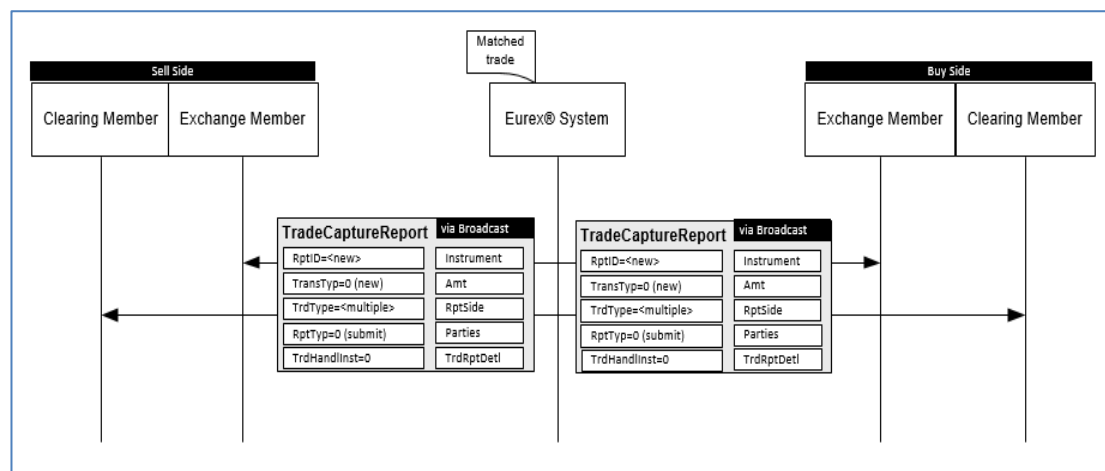 Matched
trade
Sell Side
Buy Side
Clearing Member
Exchange Member
Eurex® System
Exchange Member
Clearing Member
TradeCaptureReport
via Broadcast
RptID=<new>
Instrument
TransTyp=0 (new)
Amt
TrdType=<multiple>
RptSide
RptTyp=0 (submit)
Parties
TrdHandlInst=0
TrdRptDetl
TradeCaptureReport
via Broadcast
RptID=<new>
Instrument
TransTyp=0 (new)
Amt
TrdType=<multiple>
RptSide
RptTyp=0 (submit)
Parties
TrdHandlInst=0
TrdRptDetl